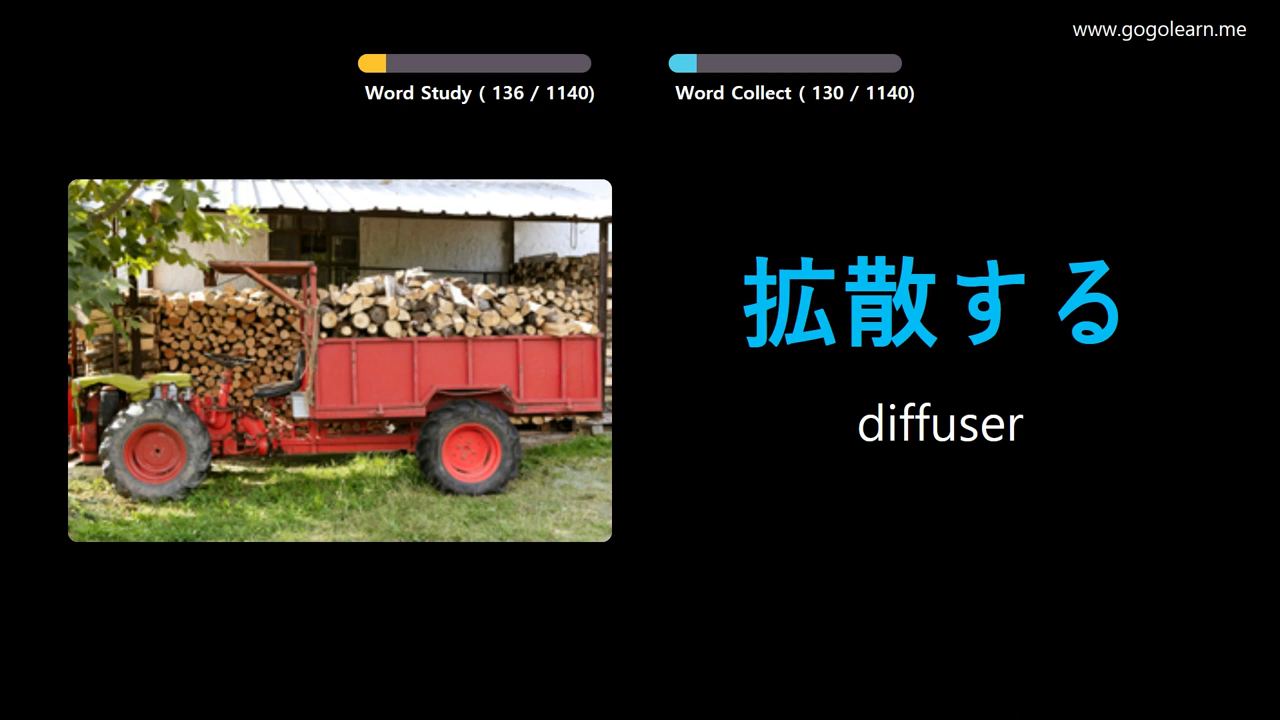 www.gogolearn.me
Word Study ( 136 / 1140)
Word Collect ( 130 / 1140)
拡散する
diffuser